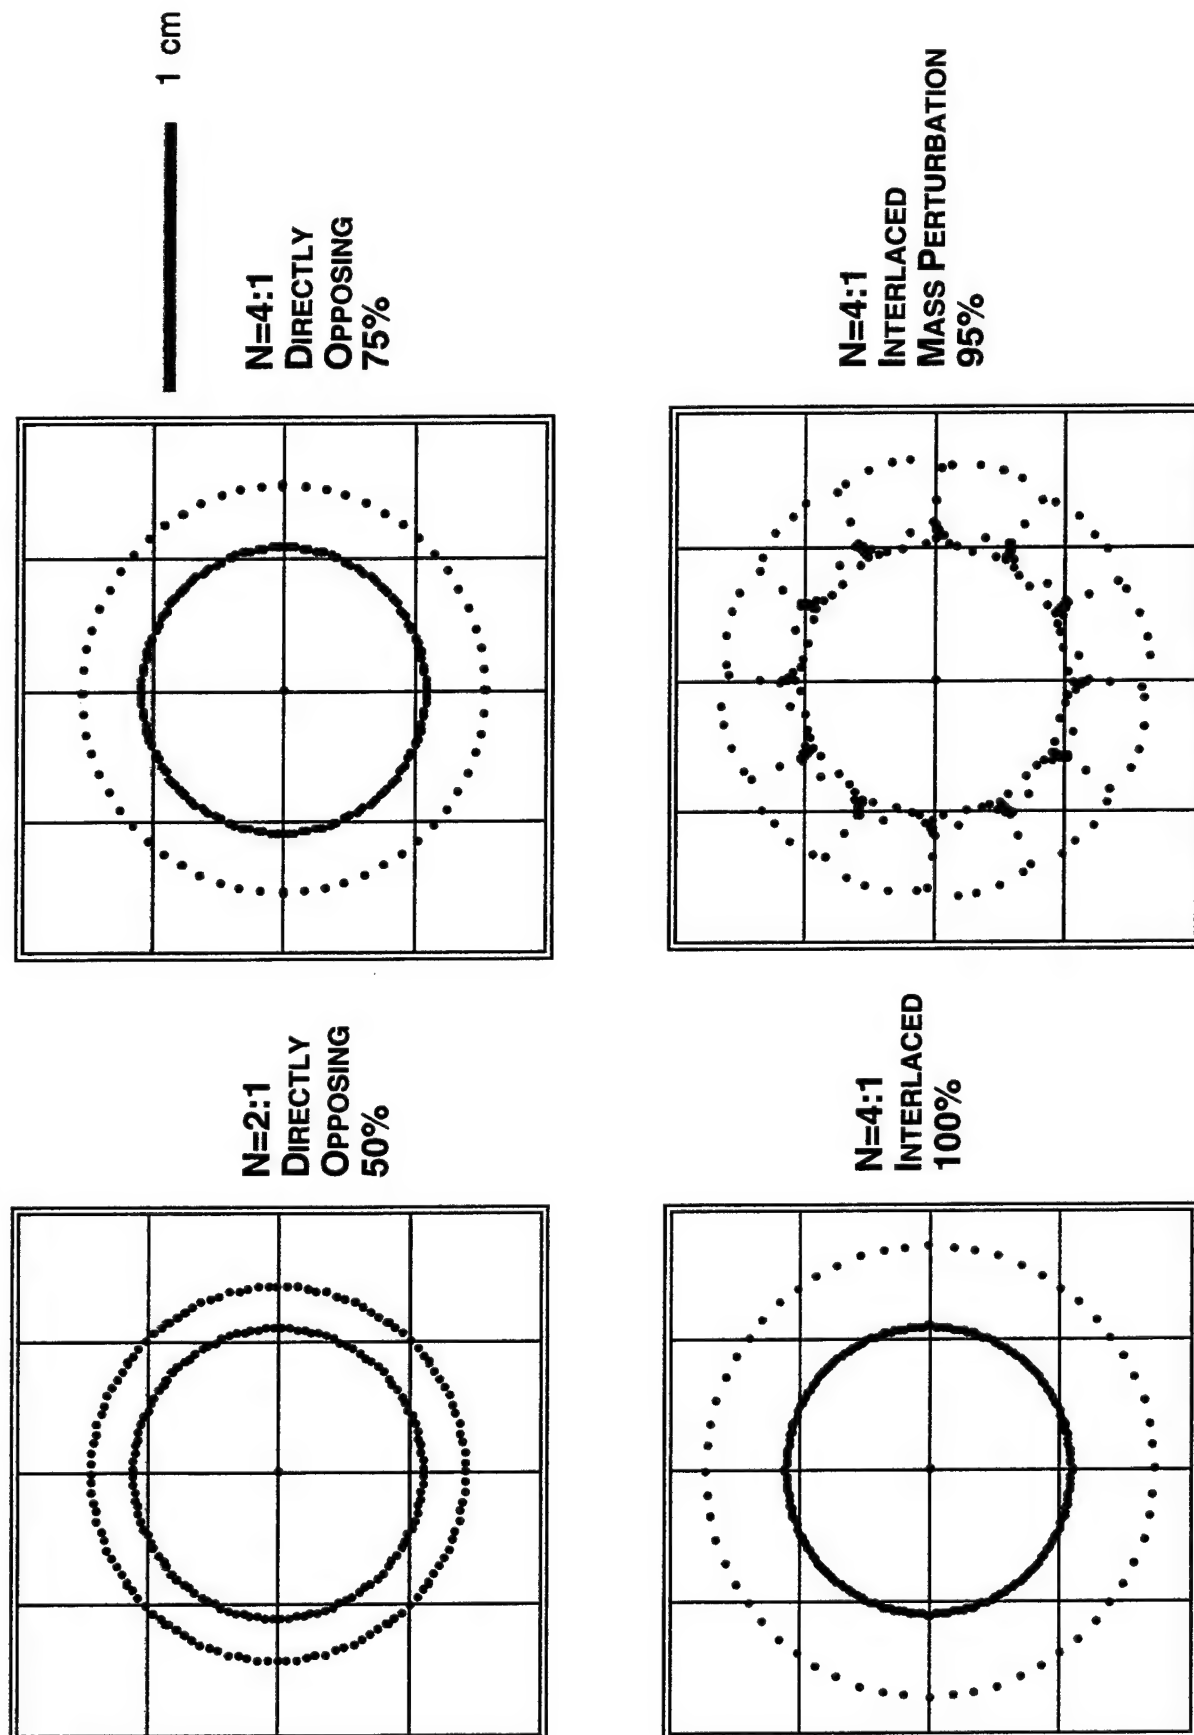 N=2:1
DIRECTLY
OPPOSING
50%
N=4:1
DIRECTLY
OPPOSING
75%
1 cm
N=4:1
INTERLACED
100%
N=4:1
INTERLACED
MASS PERTURBATION
95%